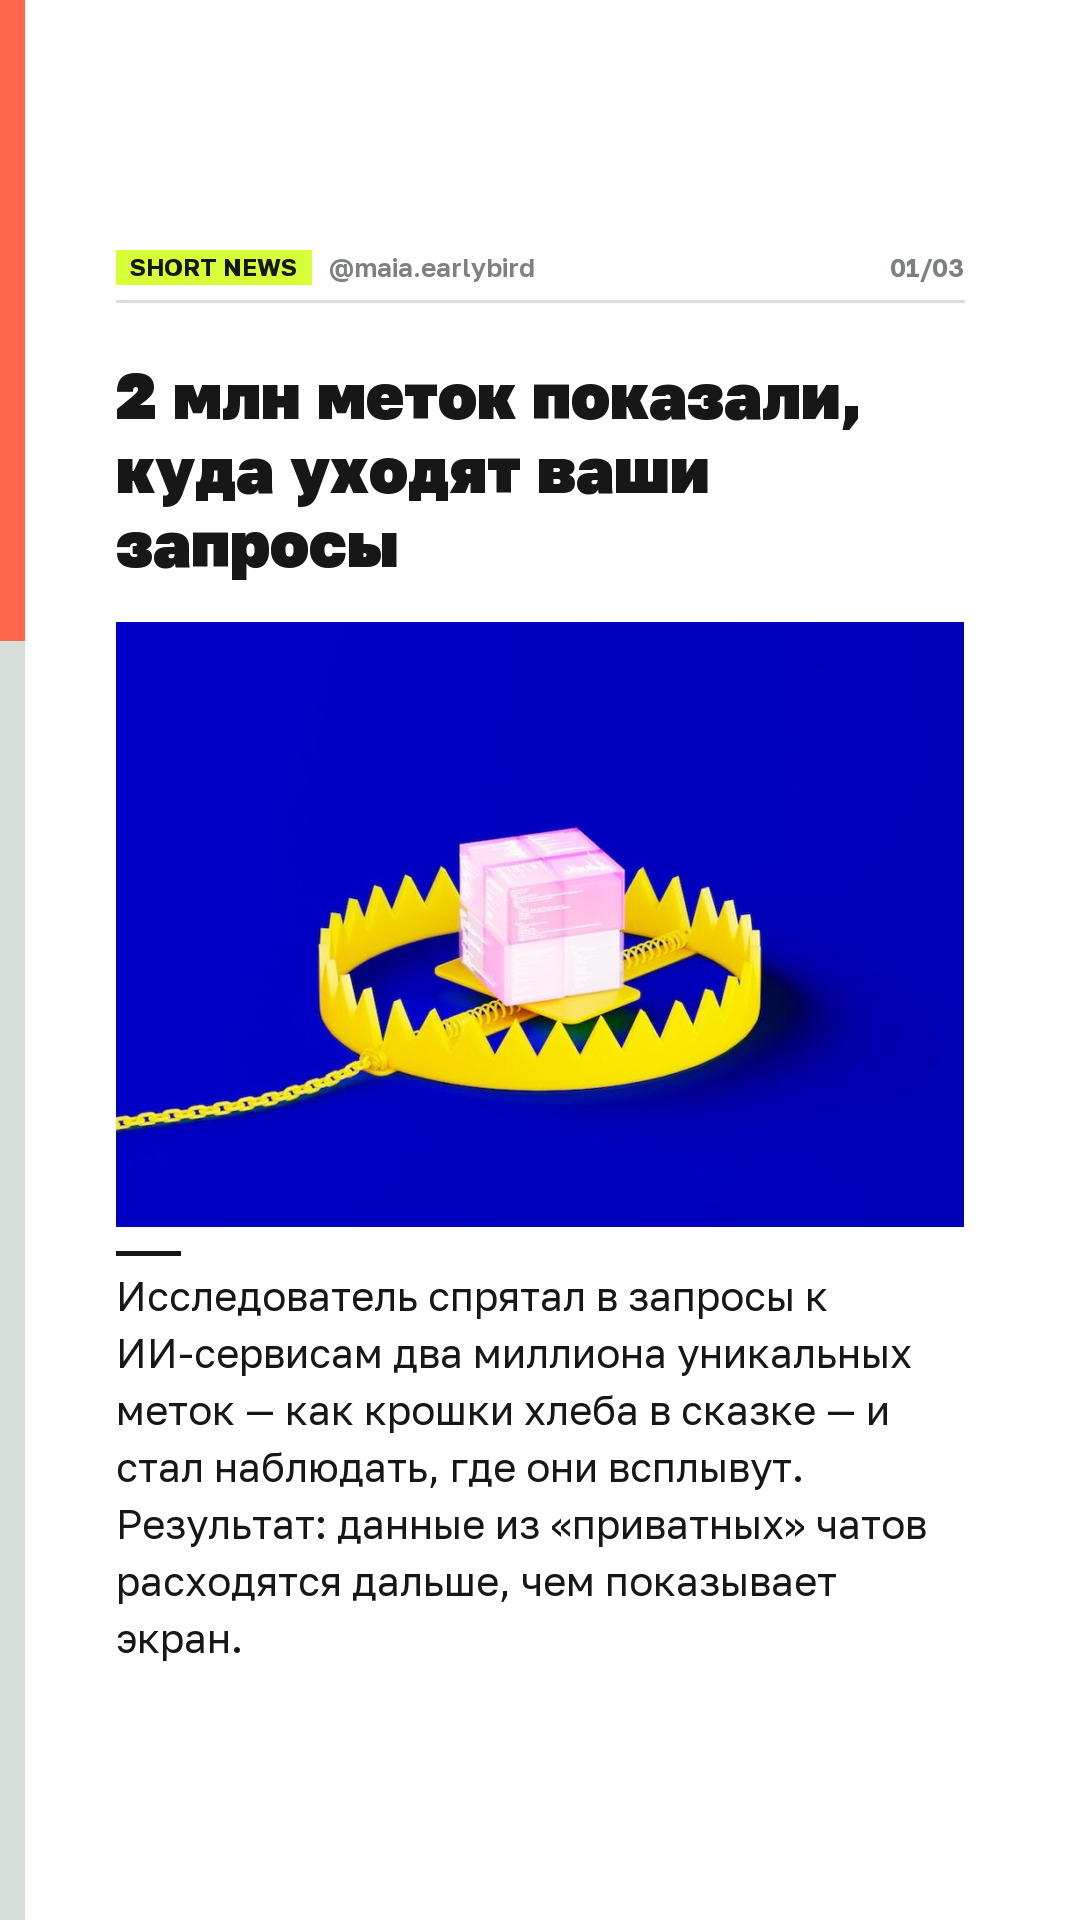 SHORT NEWS @maia.earlybird 01/03
2 млн меток показали,
куда уходят ваши
запросы
Исследователь спрятал в запросы к
ИИ-сервисам два миллиона уникальных
меток — как крошки хлеба в сказке — и
стал наблюдать, где они всплывут.
Результат: данные из «приватных» чатов
расходятся дальше, чем показывает
экран.